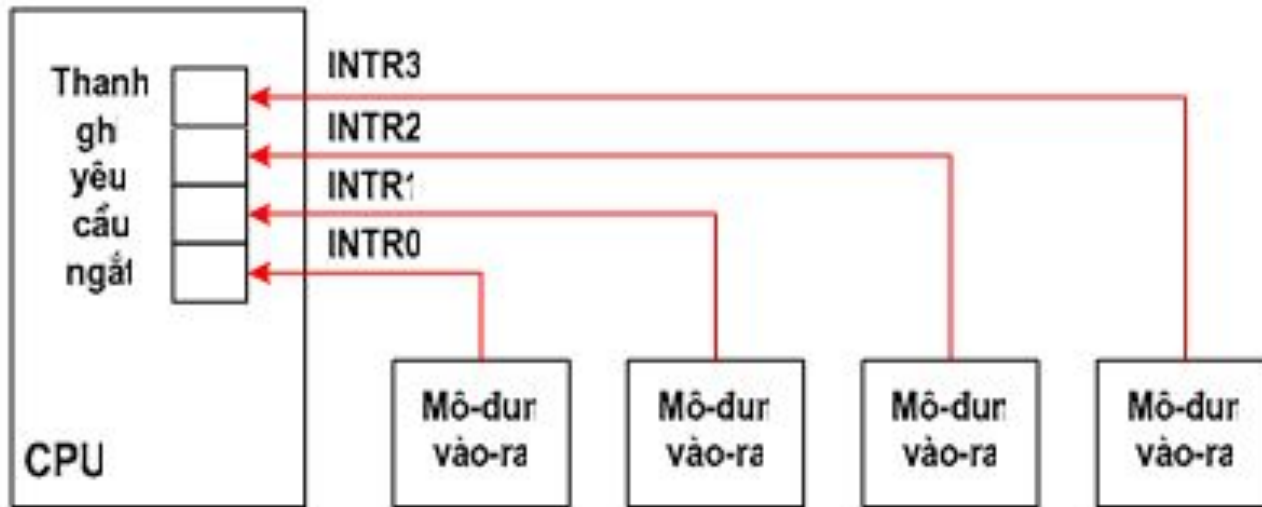 Thanh
ghi
yêu
cầu
ngắt
INTR3
INTR2
INTR1
INTR0
CPU
Mô-đun
vào-ra
Mô-đun
vào-ra
Mô-đun
vào-ra
Mô-đun
vào-ra